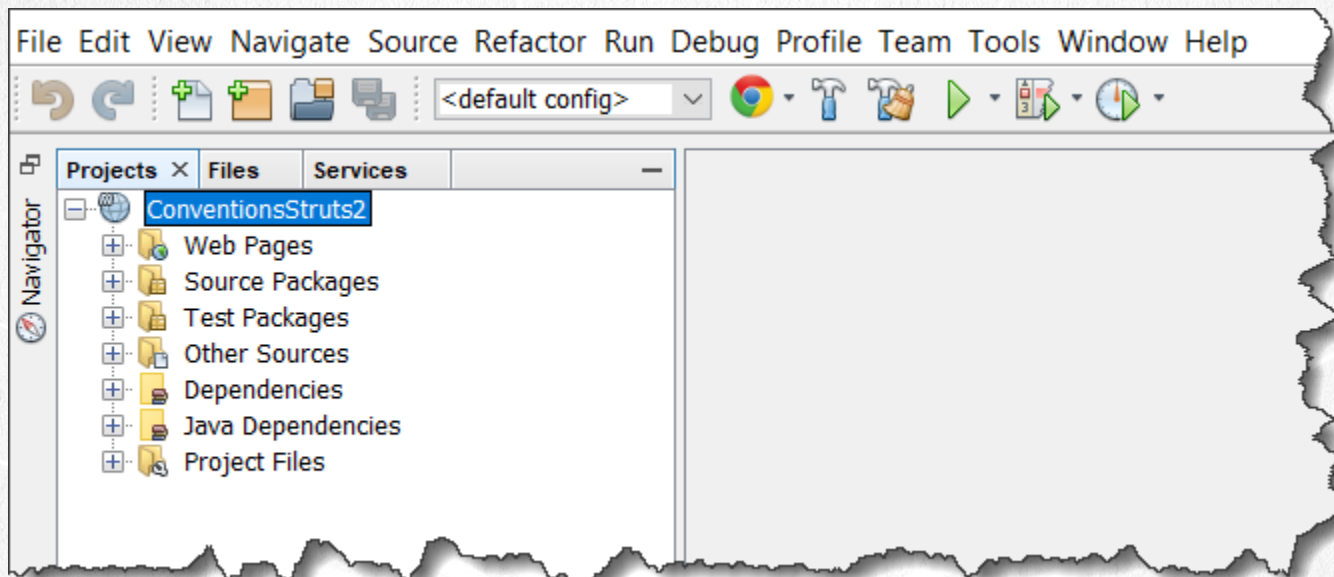 File Edit View Navigate Source Refactor Run Debug Profile Team Tools Window Help
<default config>
Projects Files Services
Navigator
ConventionsStruts2
Web Pages
Source Packages
Test Packages
Other Sources
Dependencies
Java Dependencies
Project Files